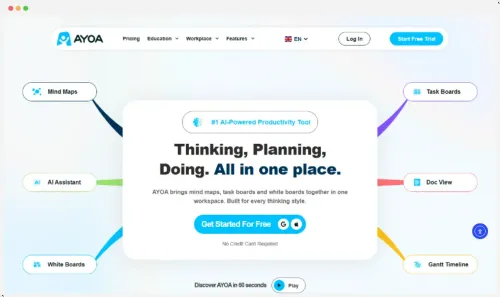 AYOA
Pricing Education Workplace Features EN Log In Start Free Trial
Mind Maps
Task Boards
#1 AI-Powered Productivity Tool
Thinking, Planning,
Doing. All in one place.
AI Assistant
Doc View
AYOA brings mind maps, task boards and white boards together in one
workspace. Built for every thinking style.
Get Started For Free
No Credit Card Required
White Boards
Gantt Timeline
Discover AYOA in 60 seconds Play